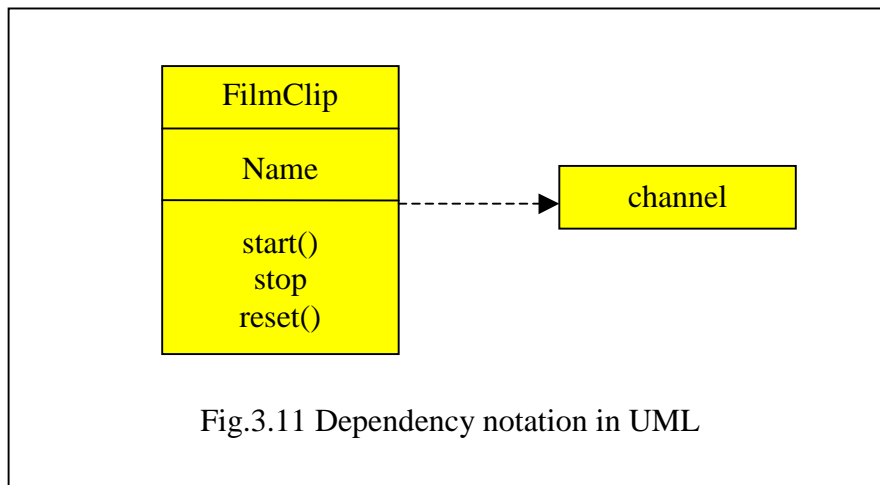 FilmClip
Name
start()
stop
reset()
channel
Fig.3.11 Dependency notation in UML